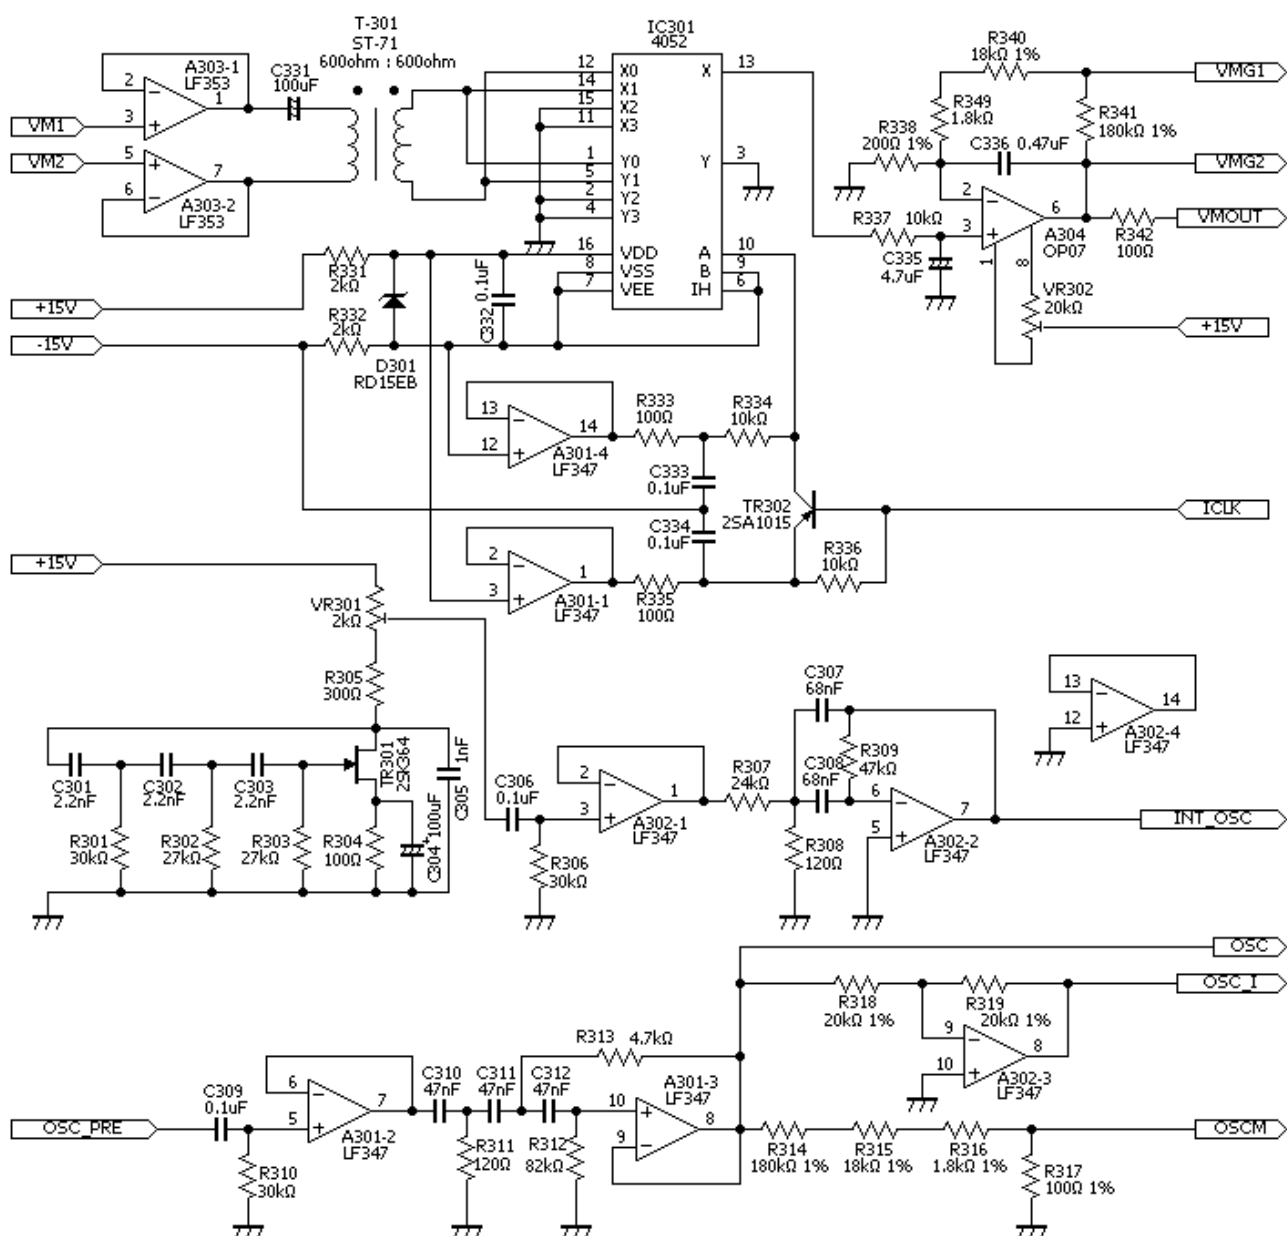 T-301
ST-71
600ohm : 600ohm
IC301
4052
A303-1
LF353
C331
100uF
2
1
3
VM1
VM2
5
6
7
A303-2
LF353
12
14
15
11
1
5
2
4
16
8
7
X0
X1
X2
X3
Y0
Y1
Y2
Y3
VDD
VSS
VEE
X
Y
A
B
IH
13
3
10
9
6
R340
18kΩ 1%
VMG1
R349
1.8kΩ
R341
180kΩ 1%
R338
200Ω 1%
C336 0.47uF
VMG2
2
3
6
1
8
A304
OP07
R342
100Ω
VMOUT
R337 10kΩ
C335
4.7uF
VR302
20kΩ
+15V
+15V
-15V
R331
2kΩ
R332
2kΩ
D301
RD15EB
C332 0.1uF
13
12
14
A301-4
LF347
R333
100Ω
R334
10kΩ
C333
0.1uF
C334
0.1uF
TR302
2SA1015
ICLK
R336
10kΩ
2
3
1
A301-1
LF347
R335
100Ω
+15V
VR301
2kΩ
R305
300Ω
C301
2.2nF
C302
2.2nF
C303
2.2nF
TR301
2SK364
1nF
C305
R301
30kΩ
R302
27kΩ
R303
27kΩ
R304
100Ω
C304 + 100uF
C306
0.1uF
R306
30kΩ
2
3
1
A302-1
LF347
R307
24kΩ
C307
68nF
R309
47kΩ
C308
68nF
R308
120Ω
6
5
7
A302-2
LF347
13
12
14
A302-4
LF347
INT_OSC
OSC
R318
20kΩ 1%
R319
20kΩ 1%
OSC_I
9
10
8
A302-3
LF347
R313 4.7kΩ
OSC_PRE
C309
0.1uF
R310
30kΩ
6
5
7
A301-2
LF347
C310
47nF
C311
47nF
C312
47nF
R311
120Ω
R312
82kΩ
10
9
8
A301-3
LF347
R314
180kΩ 1%
R315
18kΩ 1%
R316
1.8kΩ 1%
R317
100Ω 1%
OSCM